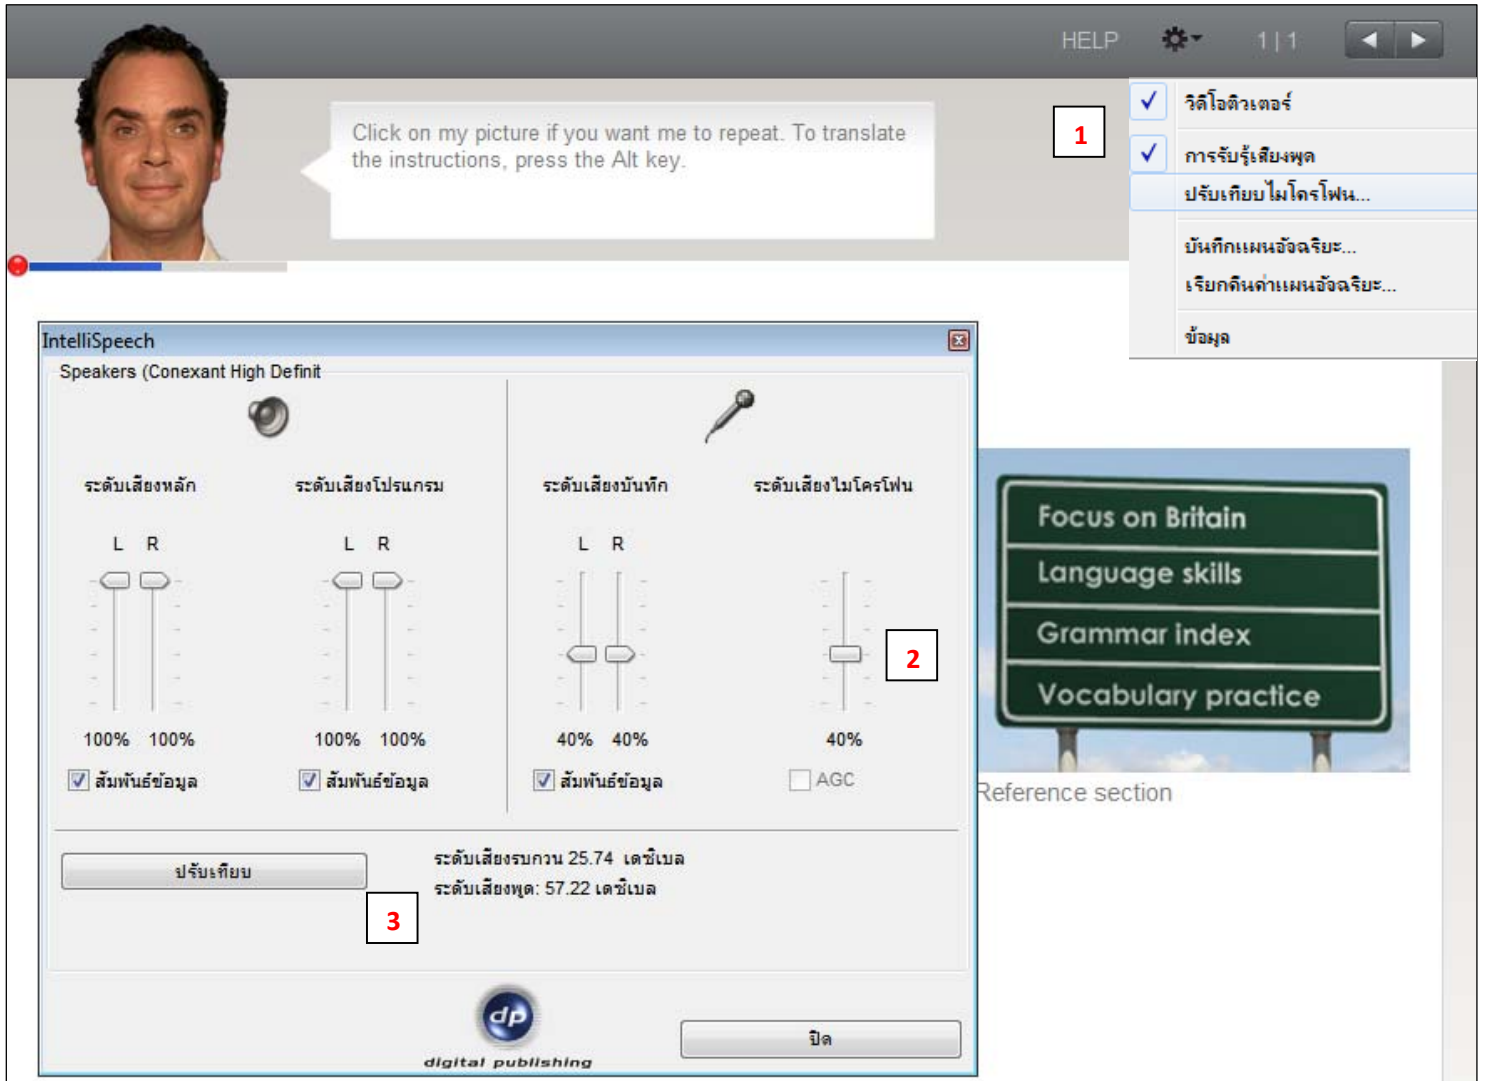 HELP
1 | 1
Click on my picture if you want me to repeat. To translate
the instructions, press the Alt key.
1
วิดีโอติวเตอร์
การรับรู้เสียงพูด
ปรับเทียบไมโครโฟน...
บันทึกแผนอัจฉริยะ...
เรียกคืนค่าแผนอัจฉริยะ...
ข้อมูล
IntelliSpeech
Speakers (Conexant High Definit
ระดับเสียงหลัก
ระดับเสียงโปรแกรม
ระดับเสียงบันทึก
ระดับเสียงไมโครโฟน
L R
L R
L R
2
100% 100%
100% 100%
40% 40%
40%
สัมพันธ์ข้อมูล
สัมพันธ์ข้อมูล
สัมพันธ์ข้อมูล
AGC
ปรับเทียบ
3
ระดับเสียงรบกวน 25.74 เดซิเบล
ระดับเสียงพูด: 57.22 เดซิเบล
dp
digital publishing
ปิด
Focus on Britain
Language skills
Grammar index
Vocabulary practice
Reference section